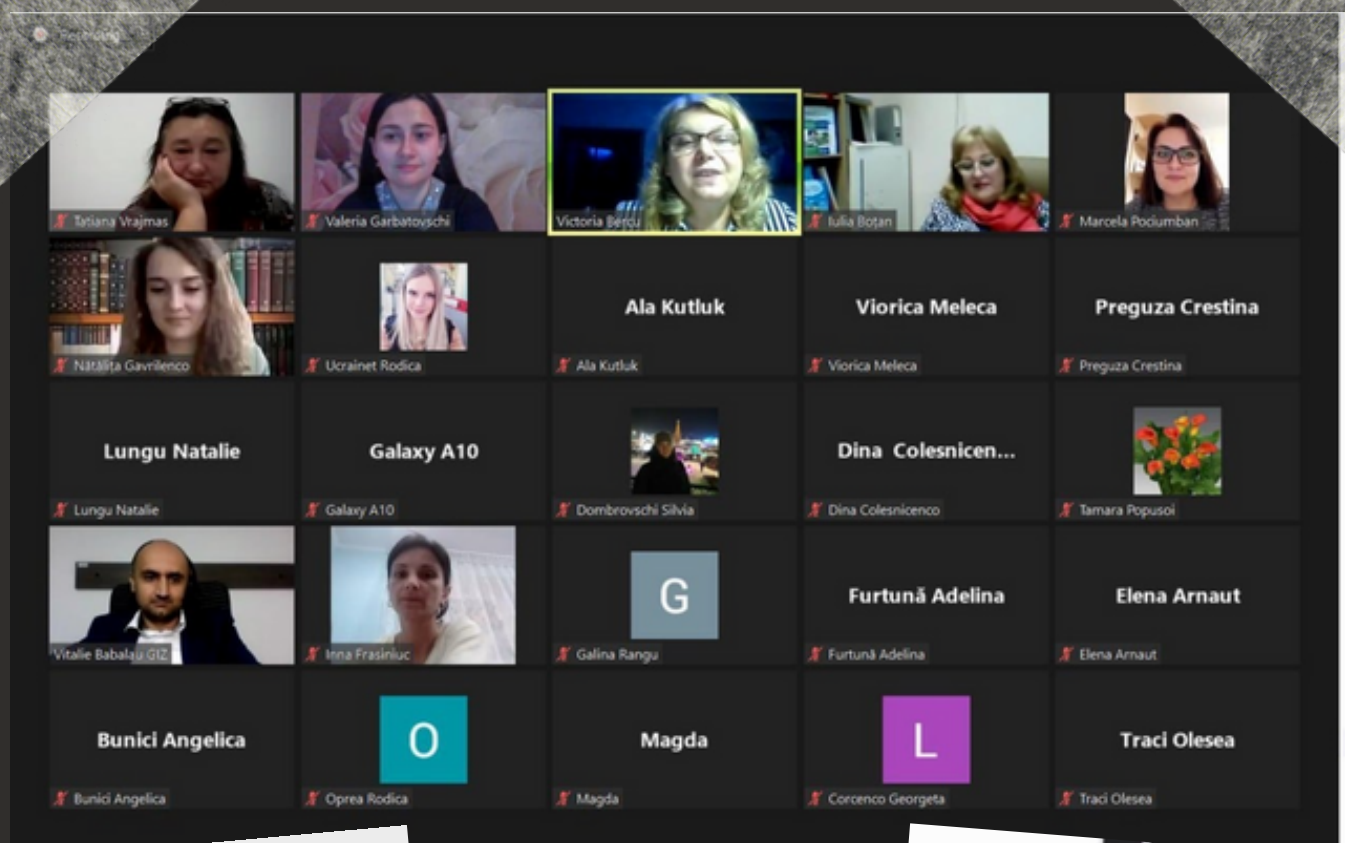 Recording
Tatiana Vrajmas
Valeria Garbatovschi
Victoria Bercu
Iulia Boțan
Marcela Pociumban
Natalița Gavrilenco
Ucrainet Rodica
Ala Kutluk
Ala Kutluk
Viorica Meleca
Viorica Meleca
Preguza Crestina
Preguza Crestina
Lungu Natalie
Lungu Natalie
Galaxy A10
Galaxy A10
Dombrovschi Silvia
Dina Colesnicen...
Dina Colesnicenco
Tamara Popusoi
Vitalie Babalau GIZ
Inna Frasiniuc
G
Galina Rangu
Furtună Adelina
Furtună Adelina
Elena Arnaut
Elena Arnaut
Bunici Angelica
Bunici Angelica
O
Oprea Rodica
Magda
Magda
L
Corcenco Georgeta
Traci Olesea
Traci Olesea